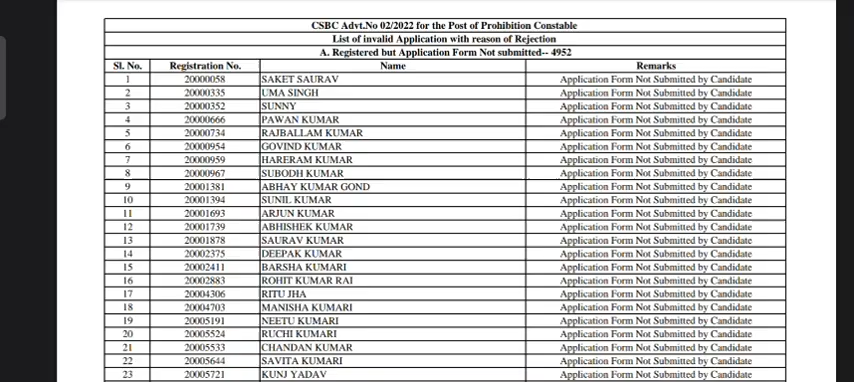 CSBC Advt.No 02/2022 for the Post of Prohibition Constable
List of invalid Application with reason of Rejection
A. Registered but Application Form Not submitted-- 4952
Sl. No. Registration No. Name Remarks
1 20000058 SAKET SAURAV Application Form Not Submitted by Candidate
2 20000335 UMA SINGH Application Form Not Submitted by Candidate
3 20000352 SUNNY Application Form Not Submitted by Candidate
4 20000666 PAWAN KUMAR Application Form Not Submitted by Candidate
5 20000734 RAJBALLAM KUMAR Application Form Not Submitted by Candidate
6 20000954 GOVIND KUMAR Application Form Not Submitted by Candidate
7 20000959 HARERAM KUMAR Application Form Not Submitted by Candidate
8 20000967 SUBODH KUMAR Application Form Not Submitted by Candidate
9 20001381 ABHAY KUMAR GOND Application Form Not Submitted by Candidate
10 20001394 SUNIL KUMAR Application Form Not Submitted by Candidate
11 20001693 ARJUN KUMAR Application Form Not Submitted by Candidate
12 20001739 ABHISHEK KUMAR Application Form Not Submitted by Candidate
13 20001878 SAURAV KUMAR Application Form Not Submitted by Candidate
14 20002375 DEEPAK KUMAR Application Form Not Submitted by Candidate
15 20002411 BARSHA KUMARI Application Form Not Submitted by Candidate
16 20002883 ROHIT KUMAR RAI Application Form Not Submitted by Candidate
17 20004306 RITU JHA Application Form Not Submitted by Candidate
18 20004703 MANISHA KUMARI Application Form Not Submitted by Candidate
19 20005191 NEETU KUMARI Application Form Not Submitted by Candidate
20 20005524 RUCHI KUMARI Application Form Not Submitted by Candidate
21 20005533 CHANDAN KUMAR Application Form Not Submitted by Candidate
22 20005644 SAVITA KUMARI Application Form Not Submitted by Candidate
23 20005721 KUNJ YADAV Application Form Not Submitted by Candidate